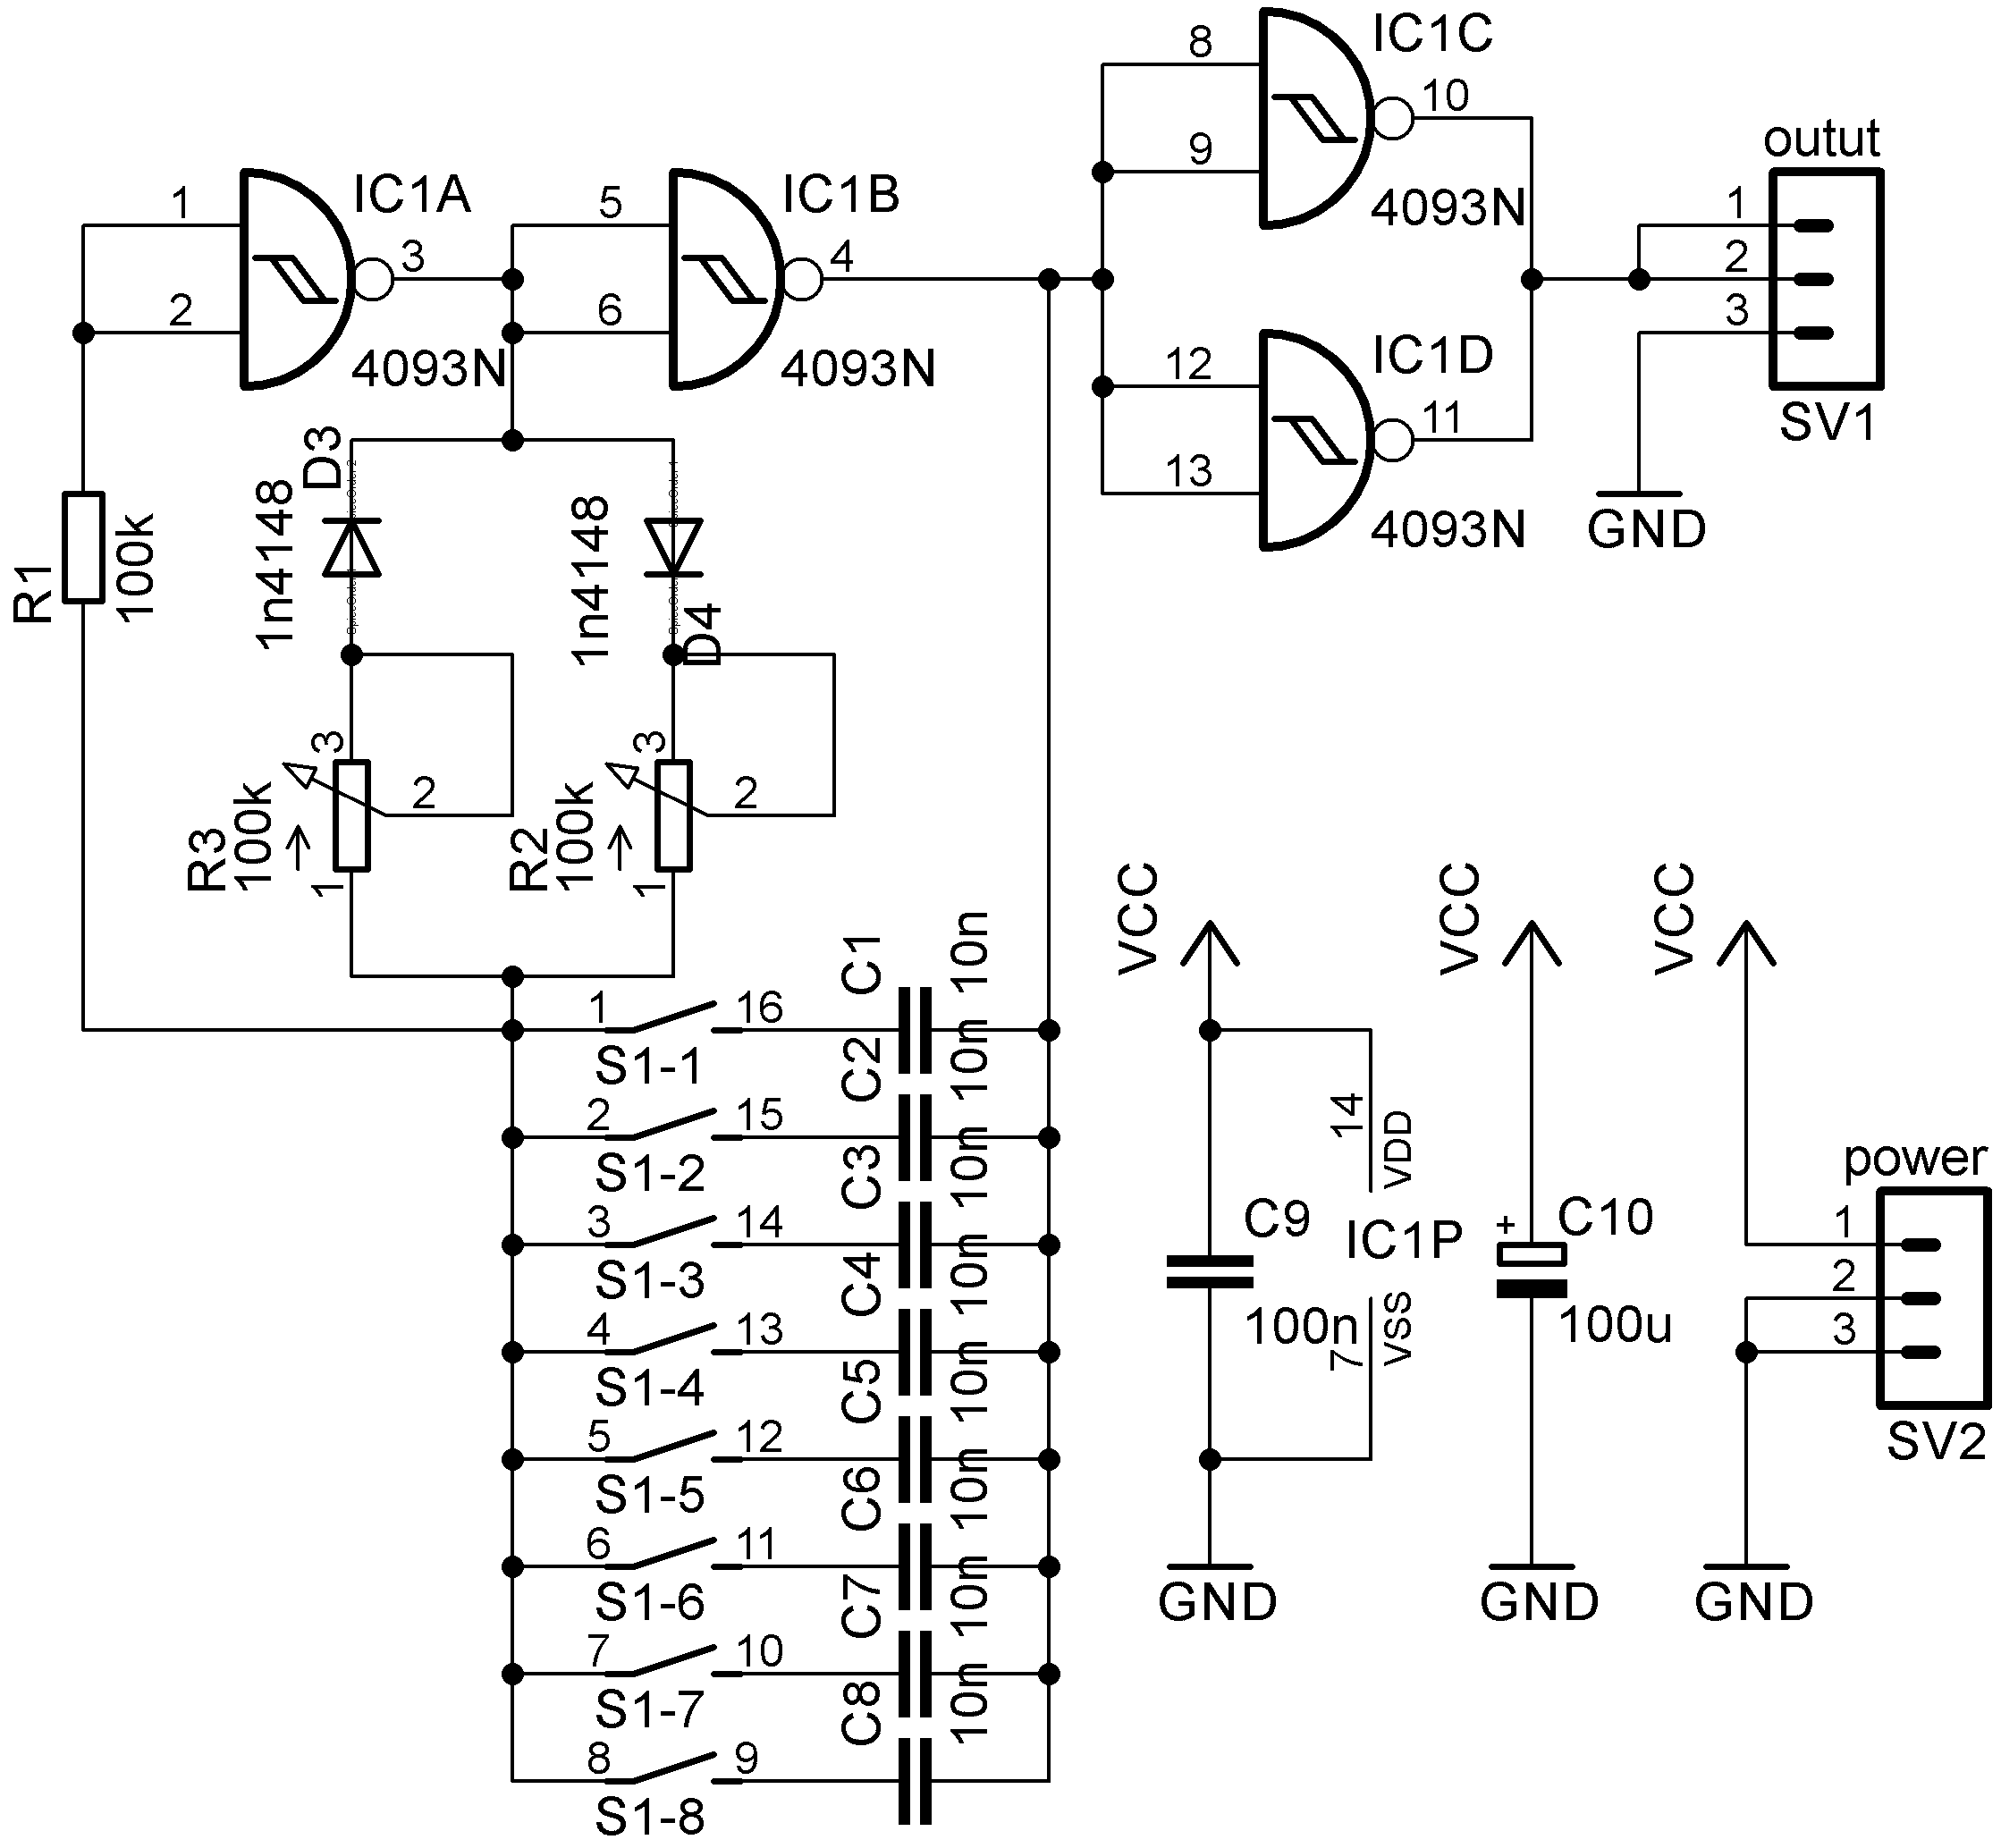 IC1C
8
10
9
4093N
outut
1
2
3
SV1
GND
IC1A
1
3
2
4093N
IC1B
5
4
6
4093N
IC1D
12
11
13
4093N
D3
1n4148
1n4148
D4
R1
100k
3
2
1
R3
100k
3
2
1
R2
100k
1
16
S1-1
C1
10n
2
15
S1-2
C2
10n
3
14
S1-3
C3
10n
4
13
S1-4
C4
10n
5
12
S1-5
C5
10n
6
11
S1-6
C6
10n
7
10
S1-7
C7
10n
8
9
S1-8
C8
10n
VCC
C9
100n
GND
14
VDD
IC1P
VSS
7
VCC
+
C10
100u
GND
VCC
power
1
2
3
SV2
GND